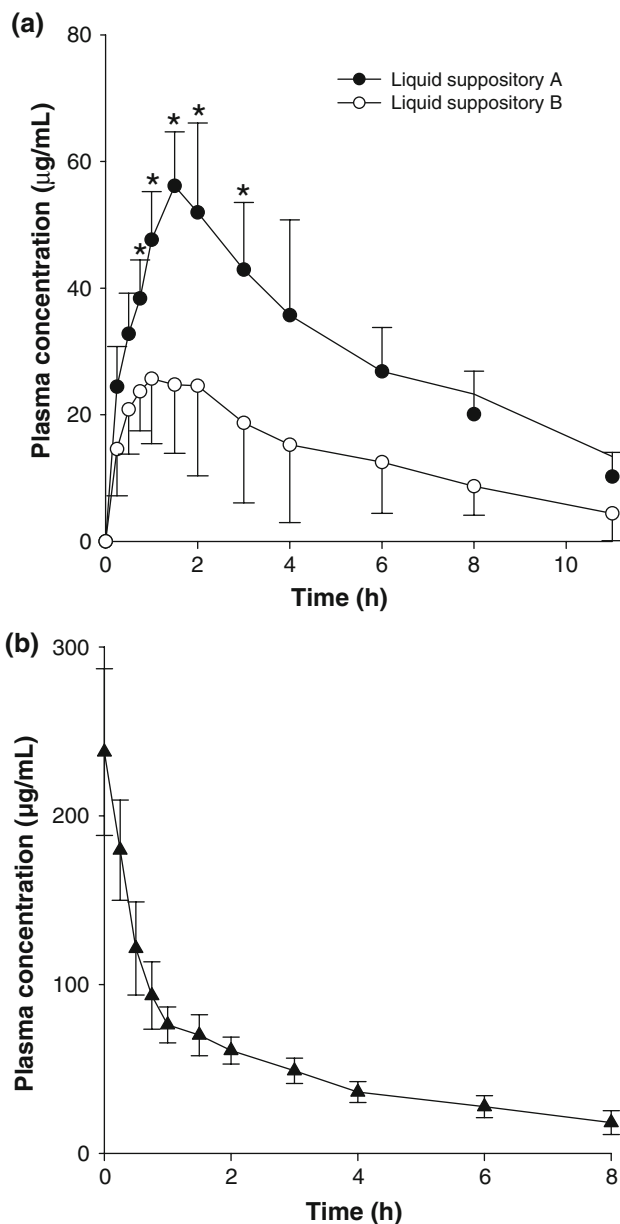 (a)
80
60
40
20
0
Plasma concentration (μg/mL)
Liquid suppository A
Liquid suppository B
* * * * *
0 2 4 6 8 10
Time (h)
(b)
300
200
100
0
Plasma concentration (μg/mL)
0 2 4 6 8
Time (h)